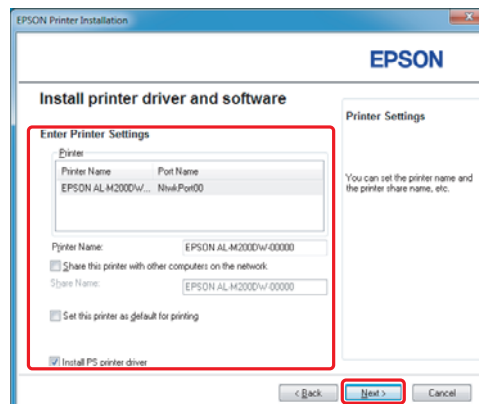 EPSON Printer Installation
EPSON
Install printer driver and software
Enter Printer Settings
Printer
Printer Name Port Name
EPSON AL-M200DW... NtwkPort00
Printer Name: EPSON AL-M200DW-00000
Share this printer with other computers on the network
Share Name: EPSON AL-M200DW-00000
Set this printer as default for printing
Install PS printer driver
Printer Settings
You can set the printer name and
the printer share name, etc.
< Back Next > Cancel